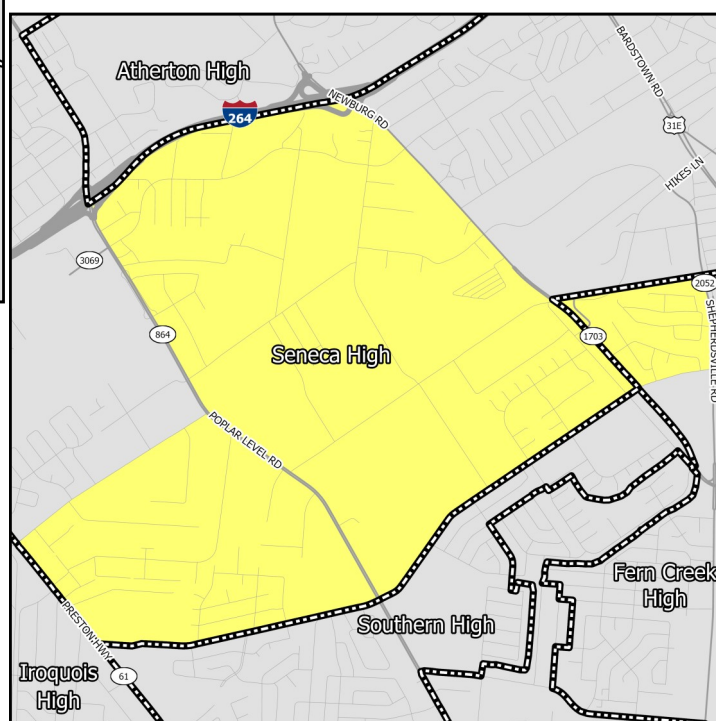 Atherton High
264
NEWBURG RD
BARDSTOWN RD
31E
HIKES LN
3069
2052
864
1703
SHEPHERDSVILLE RD
Seneca High
POPLAR LEVEL RD
Fern Creek
High
Southern High
PRESTON HWY
Iroquois
High
61